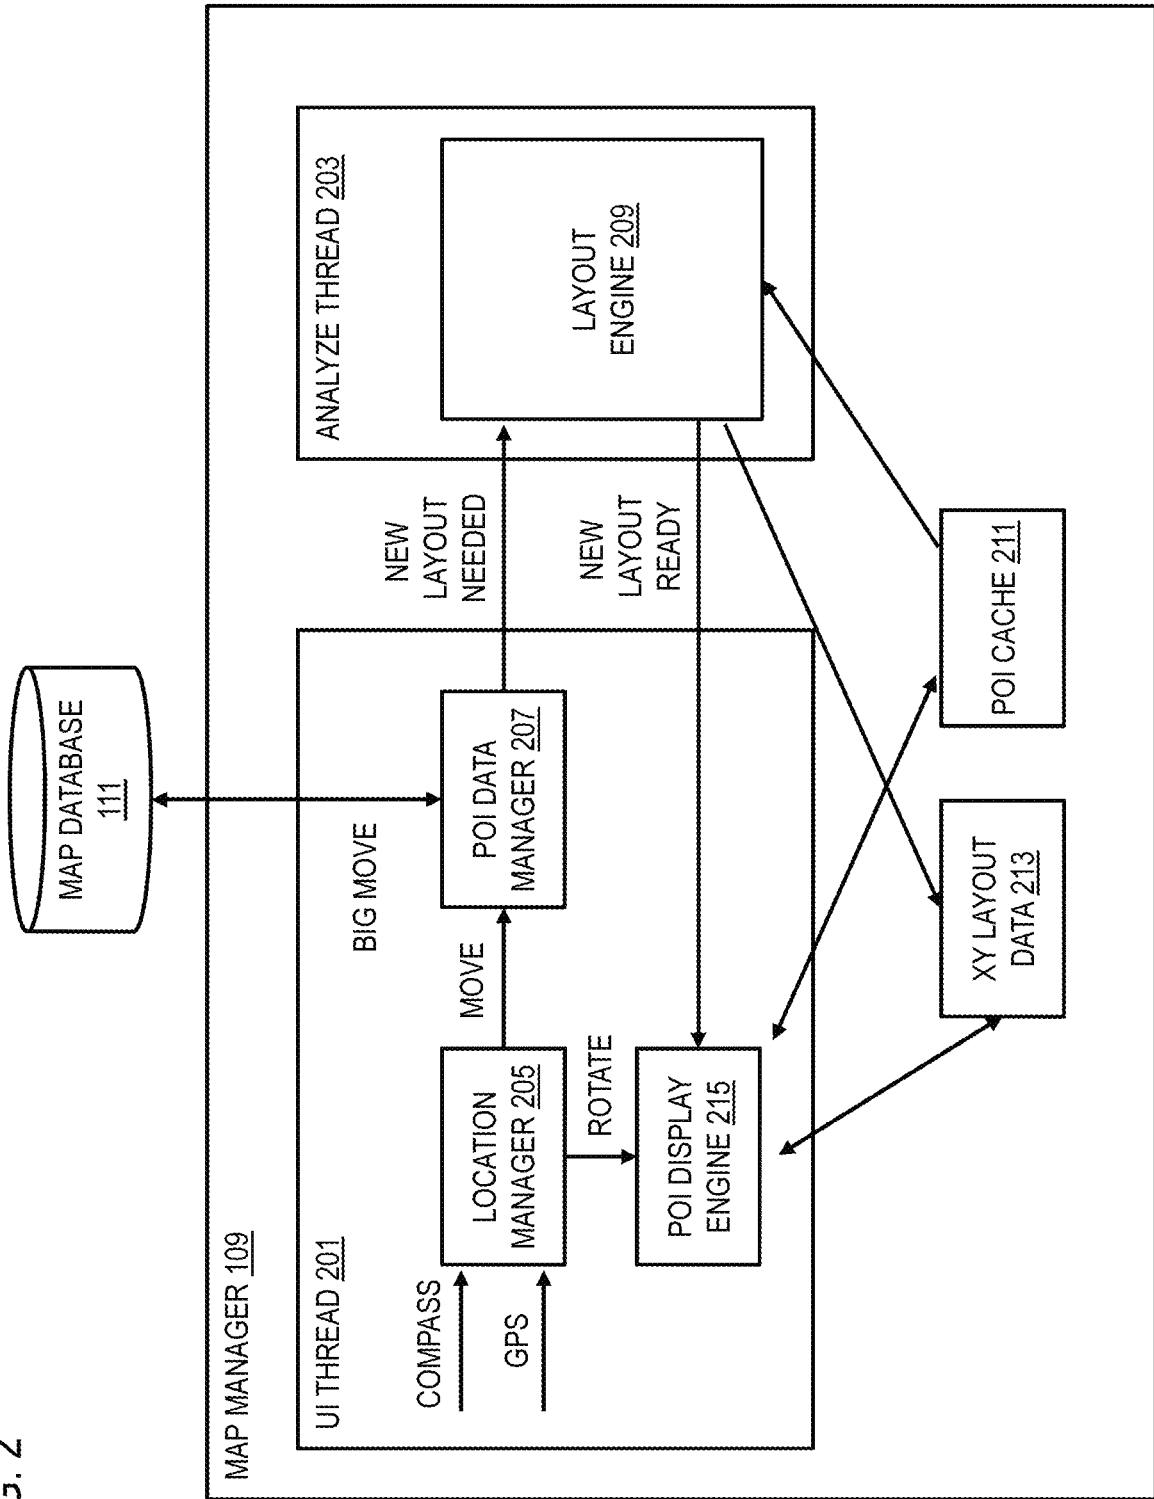 MAP DATABASE
111
MAP MANAGER 109
UI THREAD 201
COMPASS
GPS
LOCATION
MANAGER 205
MOVE
BIG MOVE
POI DATA
MANAGER 207
ROTATE
POI DISPLAY
ENGINE 215
NEW
LAYOUT
NEEDED
NEW
LAYOUT
READY
ANALYZE THREAD 203
LAYOUT
ENGINE 209
XY LAYOUT
DATA 213
POI CACHE 211